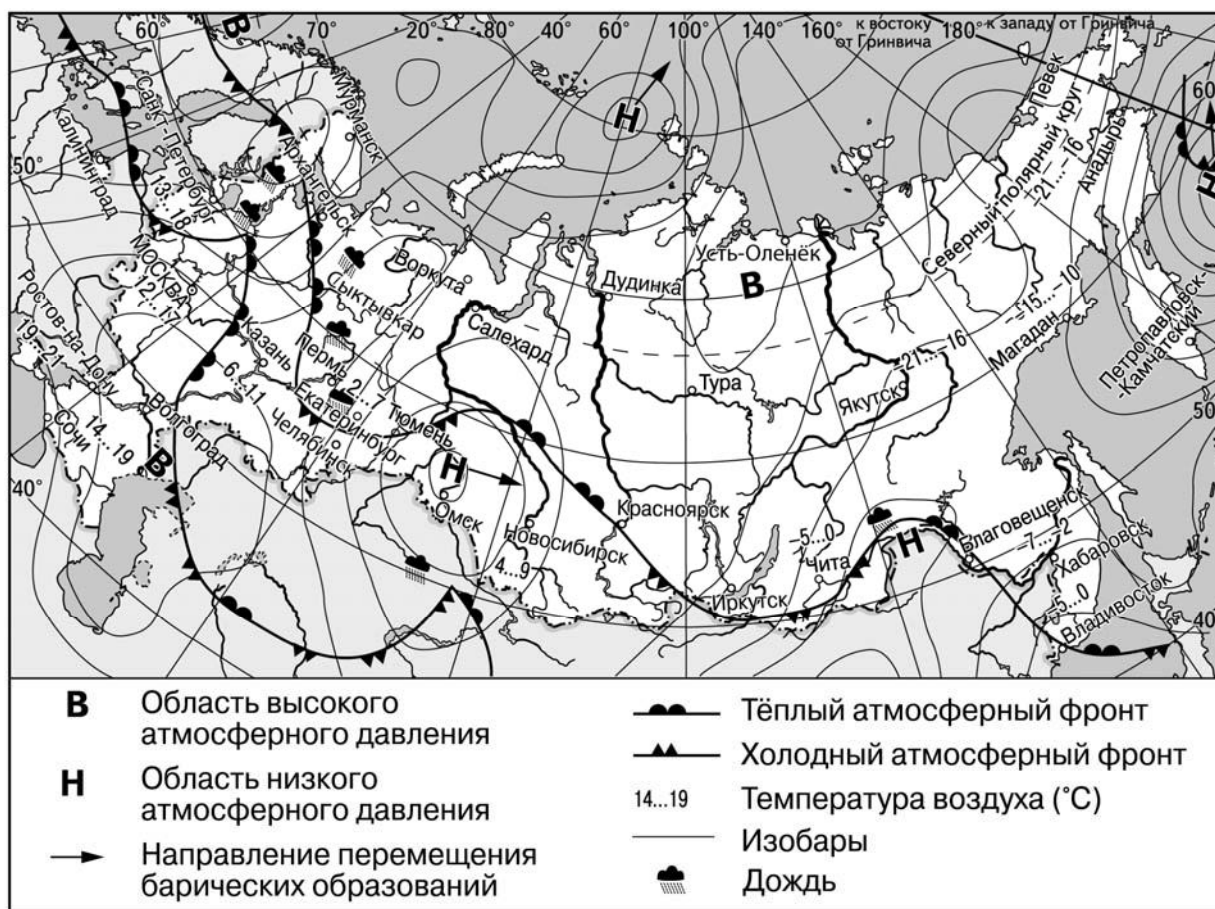 60°
70°
20
80
40
60
100
140
160
к востоку
от Гринвича
180°
к западу от Гринвича
60°
В
Мурманск
Санк.-Петербург
13...18
Калининград
50°
Архангельск
Н
Певек
Северный полярный круг
−21...−16
Анадырь
Н
Усть-Оленёк
В
МОСКВА
12...17
Воркута
Дудинка
Сыктывкар
Салехард
−15...−10
Магадан
Петропавловск-
-Камчатский
Ростов-на-Дону
19...21
Казань
6...11
Пермь
2...7
Тюмень
Тура
−21...−16
Якутск
50
Екатеринбург
Челябинск
Сочи
14...19
Волгоград
В
Н
Омск
40°
Новосибирск
4...9
Красноярск
−5...0
Чита
Иркутск
Н
Благовещенск
−7...−2
Хабаровск
−5...0
Владивосток
40°
В
Область высокого
атмосферного давления
Н
Область низкого
атмосферного давления
Направление перемещения
барических образований
Тёплый атмосферный фронт
Холодный атмосферный фронт
14...19
Температура воздуха (°С)
Изобары
Дождь